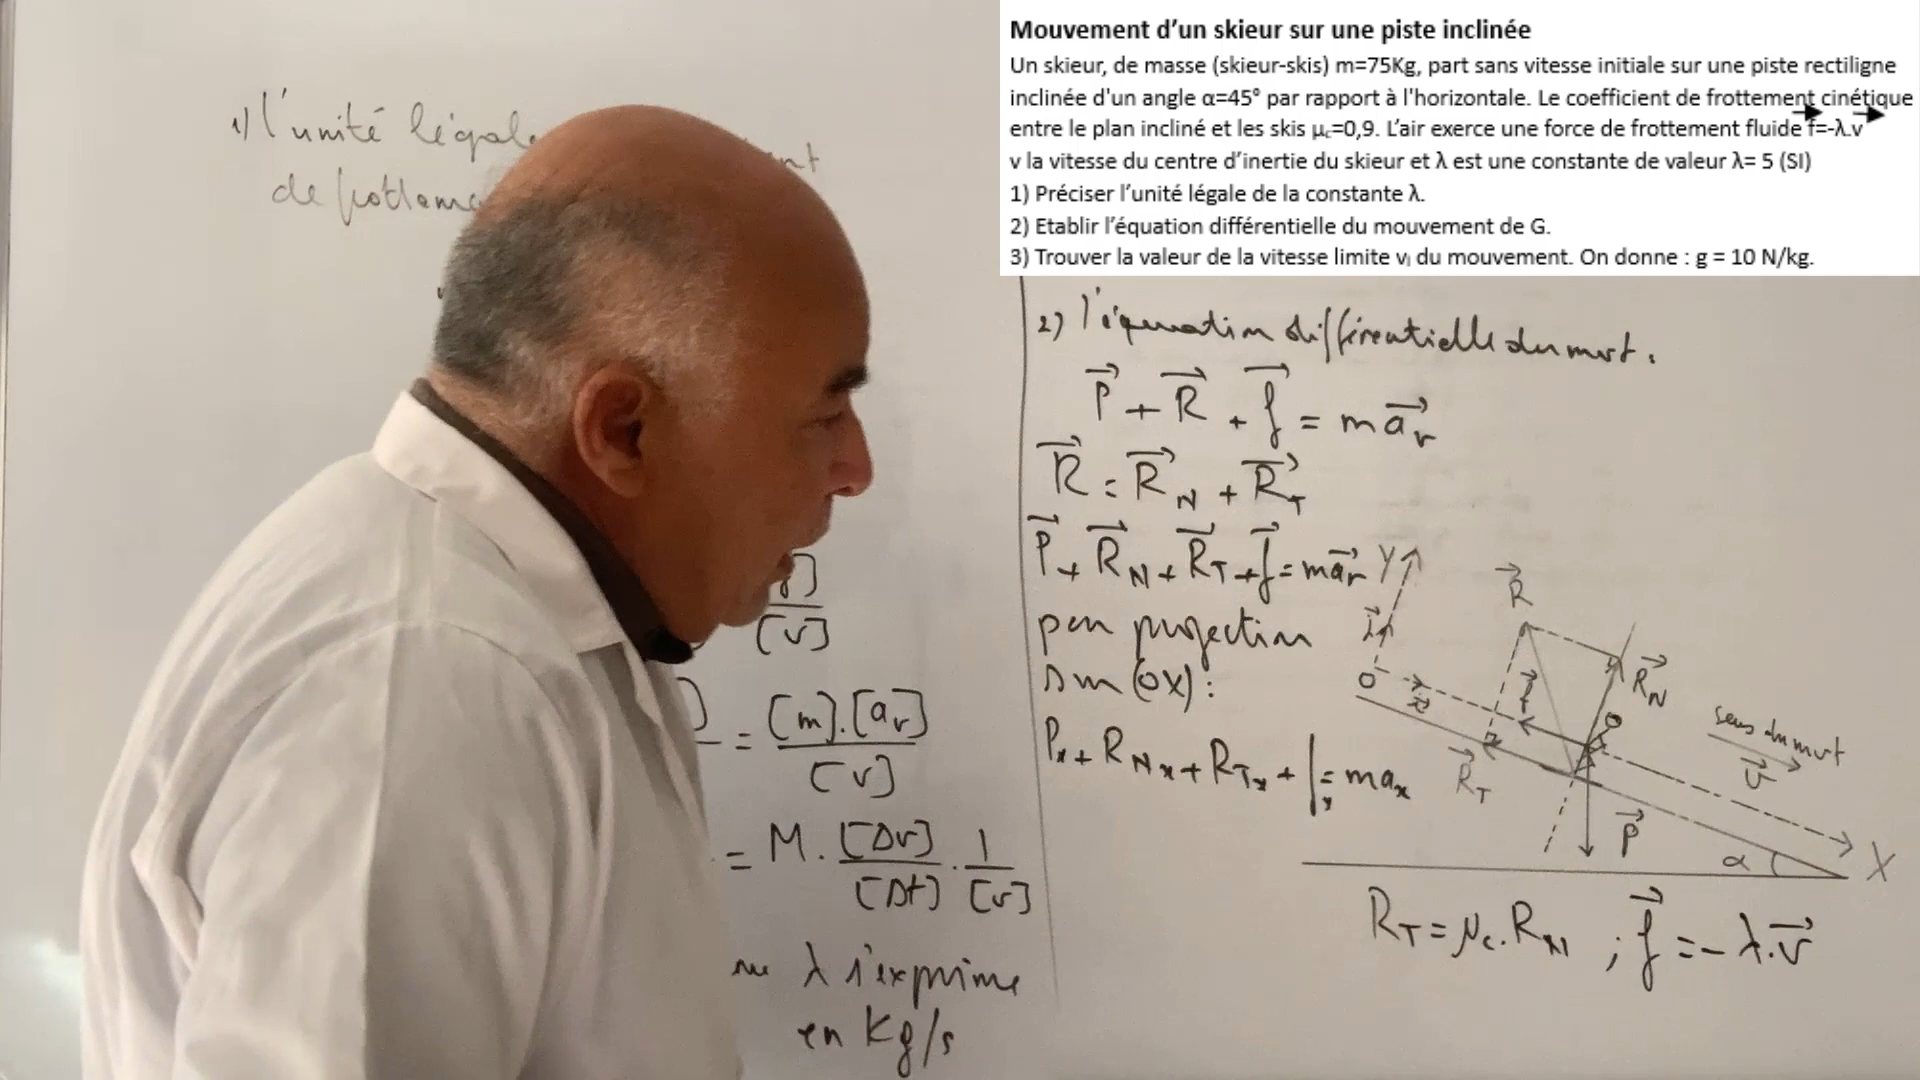 Mouvement d’un skieur sur une piste inclinée
Un skieur, de masse (skieur-skis) m=75Kg, part sans vitesse initiale sur une piste rectiligne
inclinée d'un angle α=45° par rapport à l'horizontale. Le coefficient de frottement cinétique
entre le plan incliné et les skis μc=0,9. L’air exerce une force de frottement fluide f=-λ.v
v la vitesse du centre d’inertie du skieur et λ est une constante de valeur λ= 5 (SI)
1) Préciser l’unité légale de la constante λ.
2) Etablir l’équation différentielle du mouvement de G.
3) Trouver la valeur de la vitesse limite vl du mouvement. On donne : g = 10 N/kg.
1) l'unité légale
de frotteme
[v]
= [m].[av]
[v]
= M. [Δv] . 1
[Δt] [v]
λ s'exprime
en Kg/s
2) l'équation différentielle du mvt.
P + R + f = m av
R = RN + RT
P + RN + RT + f = m av
par projection
sur (OX) :
Px + RNx + RTx + fx = max
Y
R
RN
O
f
RT
sens du mvt
v
P
α
X
RT = μc.RN ; f = - λ.v